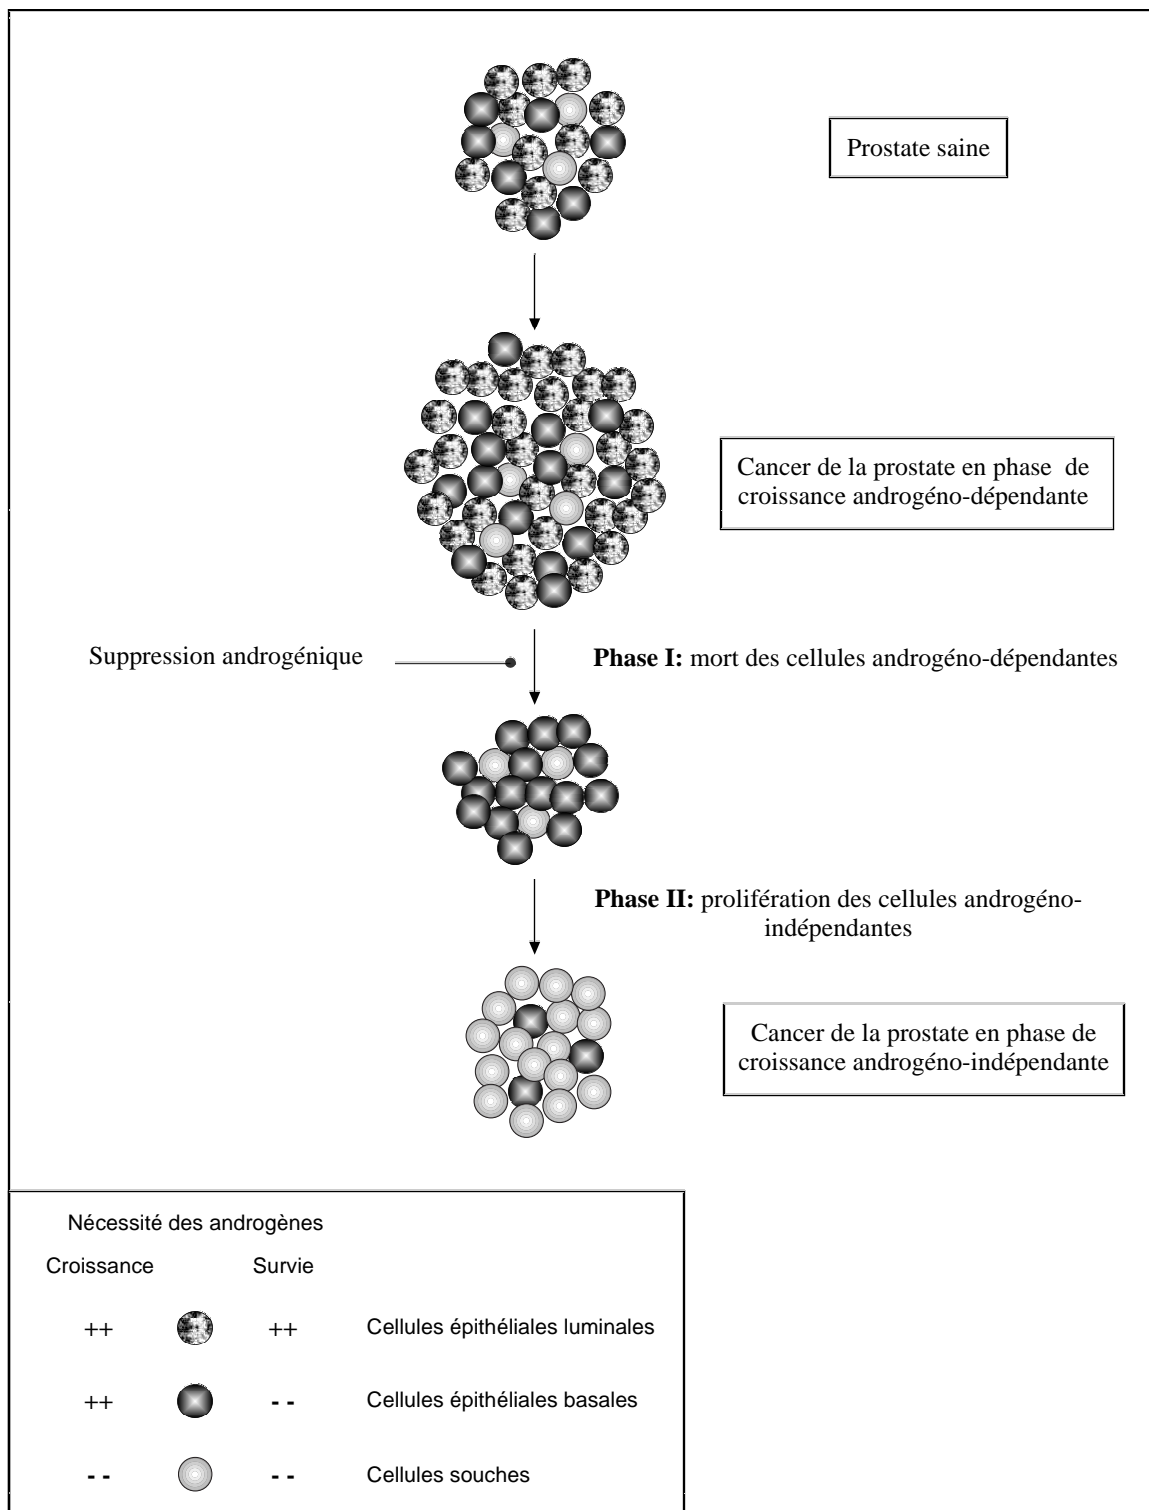 Prostate saine
Cancer de la prostate en phase de
croissance androgéno-dépendante
Suppression androgénique
Phase I: mort des cellules androgéno-dépendantes
Phase II: prolifération des cellules androgéno-
indépendantes
Cancer de la prostate en phase de
croissance androgéno-indépendante
Nécessité des androgènes
Croissance Survie
++ ++ Cellules épithéliales luminales
++ - - Cellules épithéliales basales
- - - - Cellules souches